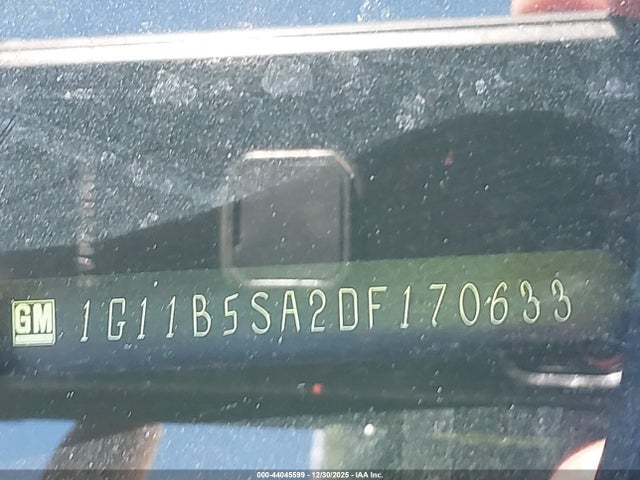 GM 1G11B5SA2DF170633
000-44045599 - 12/30/2025 - IAA Inc.